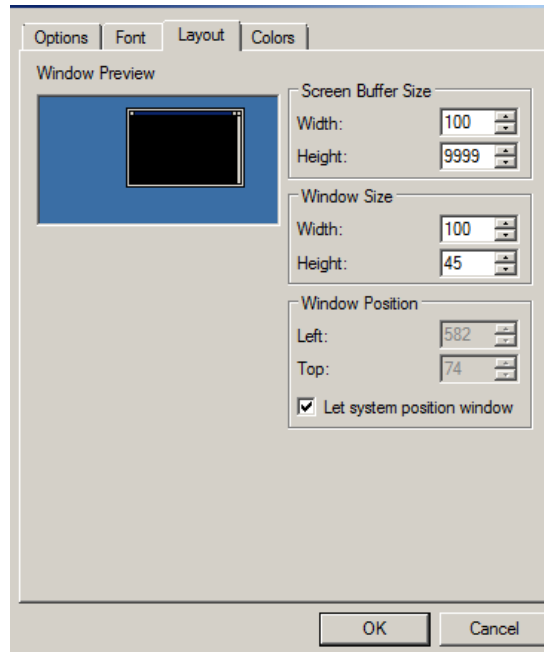 Options Font Layout Colors
Window Preview
Screen Buffer Size
Width: 100
Height: 9999
Window Size
Width: 100
Height: 45
Window Position
Left: 582
Top: 74
Let system position window
OK Cancel